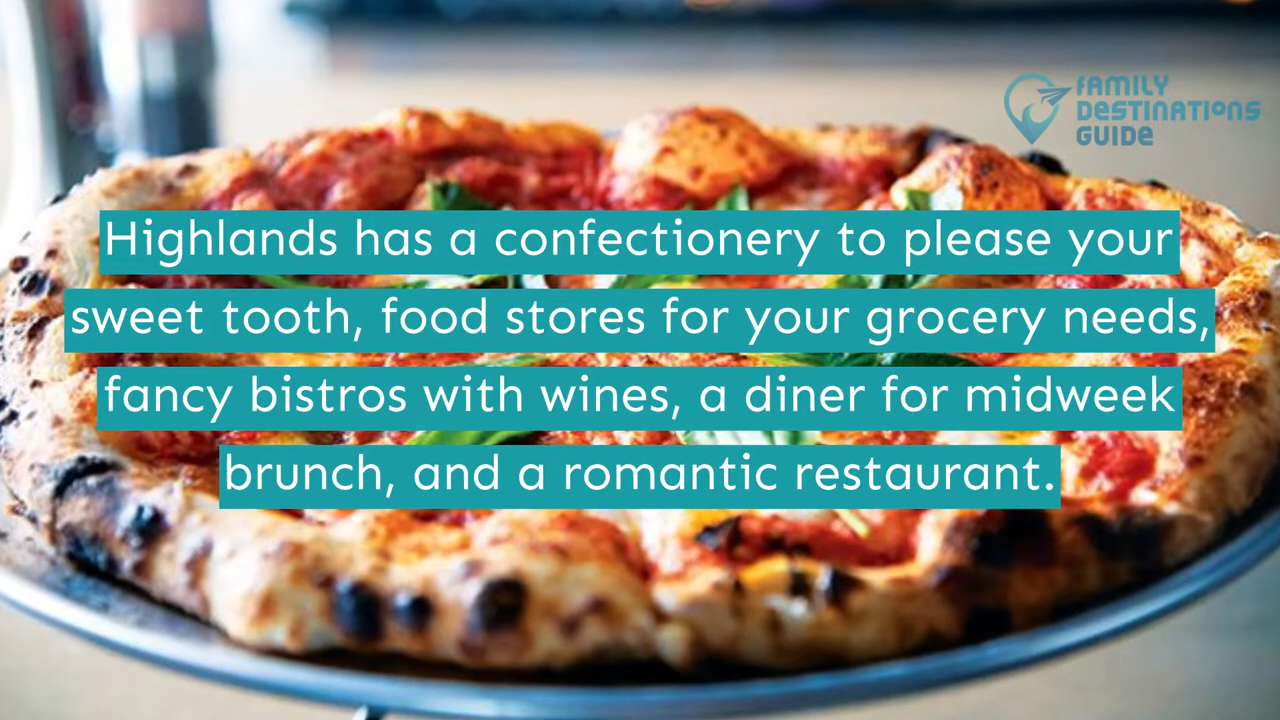 FAMILY
DESTINATIONS
GUIDE
Highlands has a confectionery to please your
sweet tooth, food stores for your grocery needs,
fancy bistros with wines, a diner for midweek
brunch, and a romantic restaurant.